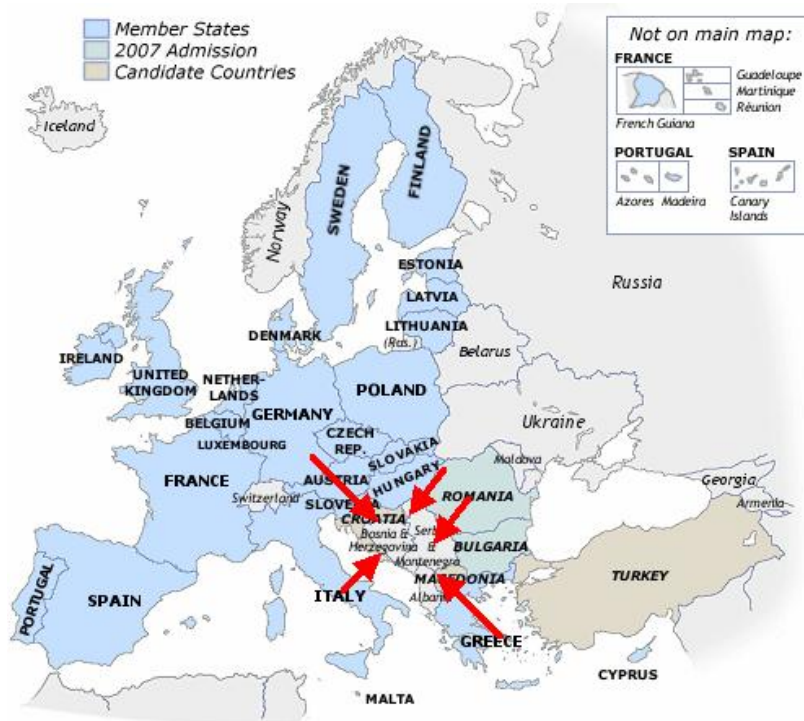 Member States
2007 Admission
Candidate Countries
Not on main map:
FRANCE
Guadeloupe
Martinique
Réunion
French Guiana
PORTUGAL
SPAIN
Azores
Madeira
Canary
Islands
Iceland
Norway
SWEDEN
FINLAND
Russia
ESTONIA
LATVIA
LITHUANIA
(Rus.)
DENMARK
Belarus
IRELAND
UNITED
KINGDOM
NETHER-
LANDS
POLAND
GERMANY
BELGIUM
LUXEMBOURG
CZECH
REP.
SLOVAKIA
Ukraine
FRANCE
AUSTRIA
HUNGARY
Moldova
Switzerland
SLOVENIA
ROMANIA
Georgia
Armenia
CROATIA
Bosnia &
Herzegovina
Serbia
&
Montenegro
BULGARIA
PORTUGAL
SPAIN
ITALY
MACEDONIA
Albania
TURKEY
GREECE
CYPRUS
MALTA